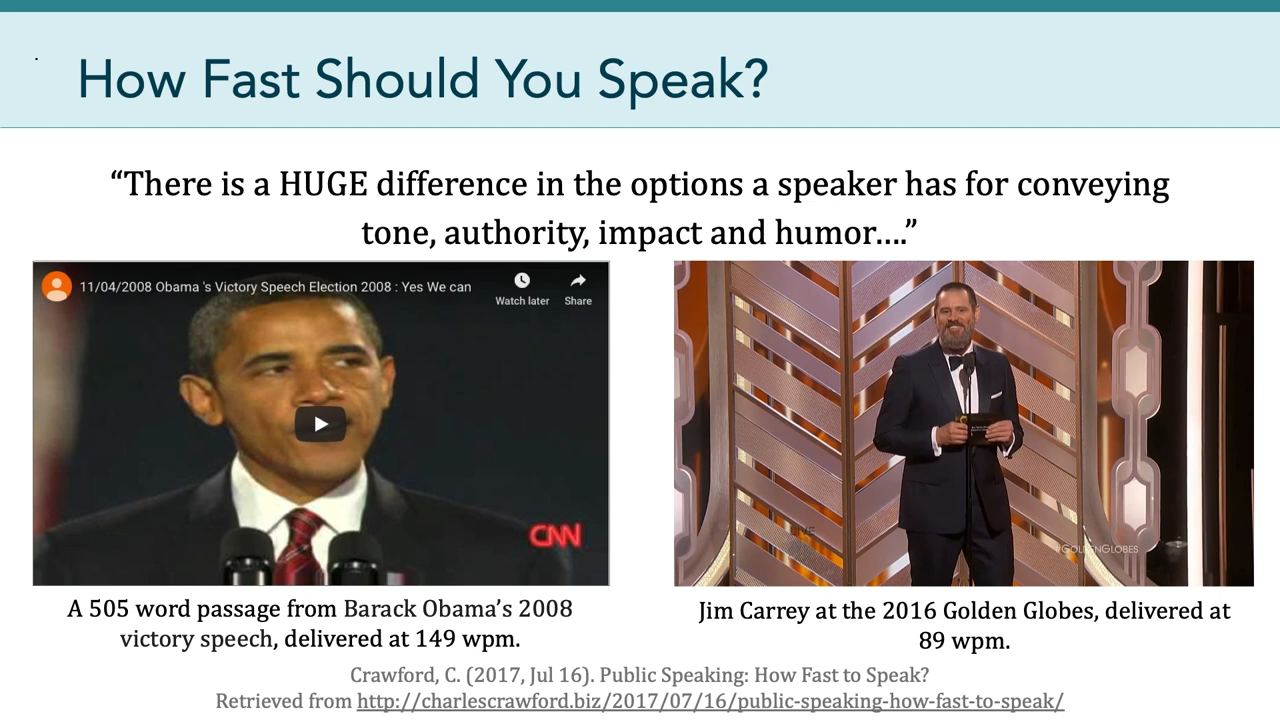 How Fast Should You Speak?
“There is a HUGE difference in the options a speaker has for conveying
tone, authority, impact and humor....”
11/04/2008 Obama 's Victory Speech Election 2008 : Yes We can
Watch later
Share
CNN
LIVE
GOLDENGLOBES
A 505 word passage from Barack Obama’s 2008
victory speech, delivered at 149 wpm.
Jim Carrey at the 2016 Golden Globes, delivered at
89 wpm.
Crawford, C. (2017, Jul 16). Public Speaking: How Fast to Speak?
Retrieved from http://charlescrawford.biz/2017/07/16/public-speaking-how-fast-to-speak/